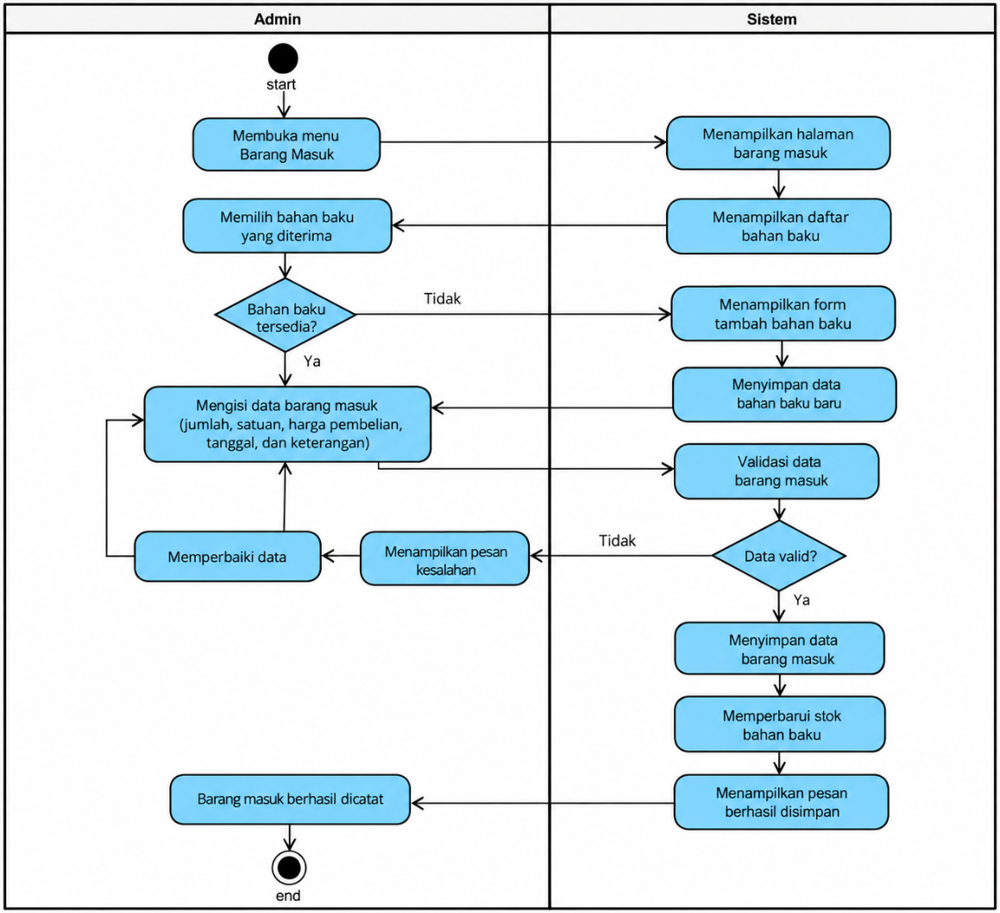 Admin
Sistem
start
Membuka menu
Barang Masuk
Menampilkan halaman
barang masuk
Memilih bahan baku
yang diterima
Menampilkan daftar
bahan baku
Bahan baku
tersedia?
Tidak
Menampilkan form
tambah bahan baku
Ya
Mengisi data barang masuk
(jumlah, satuan, harga pembelian,
tanggal, dan keterangan)
Menyimpan data
bahan baku baru
Validasi data
barang masuk
Memperbaiki data
Menampilkan pesan
kesalahan
Tidak
Data valid?
Ya
Menyimpan data
barang masuk
Memperbarui stok
bahan baku
Barang masuk berhasil dicatat
Menampilkan pesan
berhasil disimpan
end